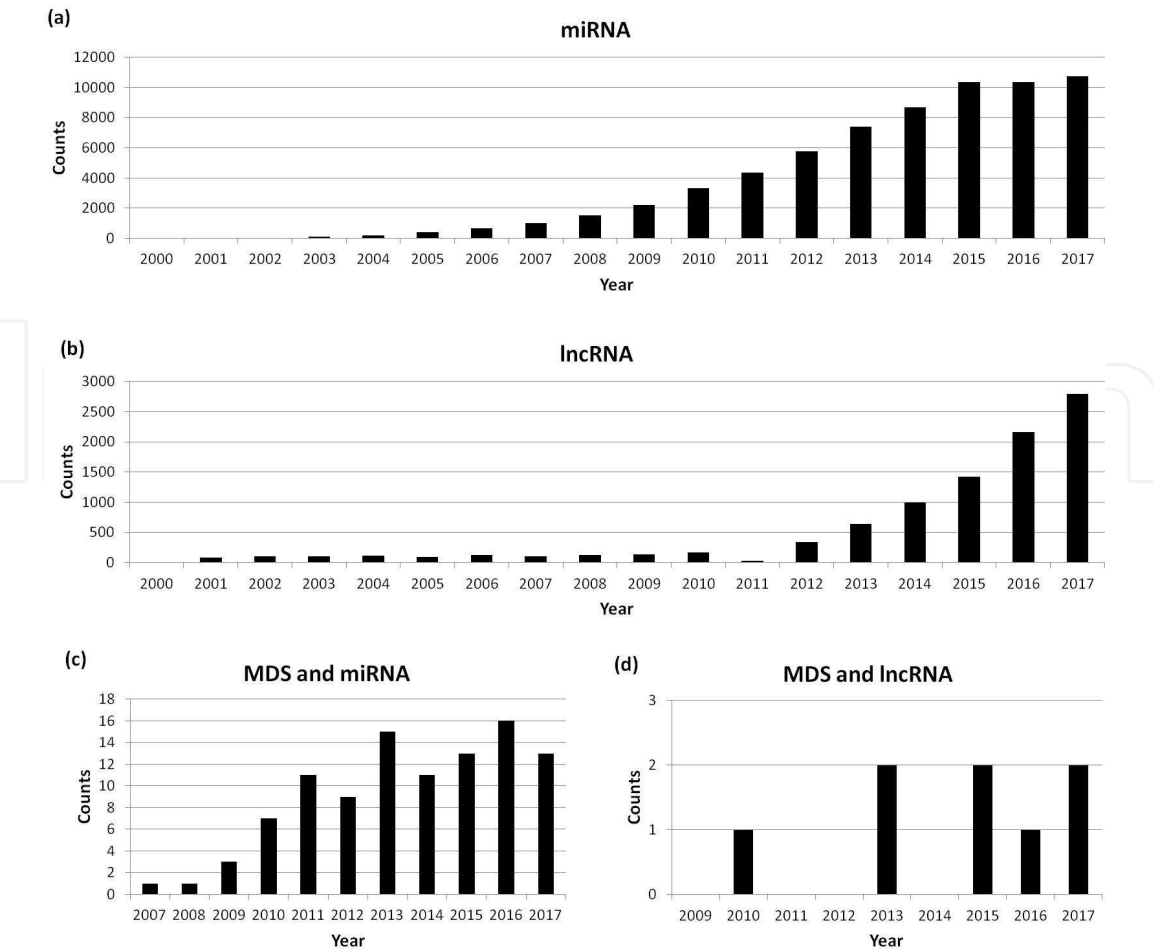 (a)
miRNA
12000
10000
8000
6000
4000
2000
0
Counts
2000 2001 2002 2003 2004 2005 2006 2007 2008 2009 2010 2011 2012 2013 2014 2015 2016 2017
Year
(b)
lncRNA
3000
2500
2000
1500
1000
500
0
Counts
2000 2001 2002 2003 2004 2005 2006 2007 2008 2009 2010 2011 2012 2013 2014 2015 2016 2017
Year
(c)
MDS and miRNA
18
16
14
12
10
8
6
4
2
0
Counts
2007 2008 2009 2010 2011 2012 2013 2014 2015 2016 2017
Year
(d)
MDS and lncRNA
3
2
1
0
Counts
2009 2010 2011 2012 2013 2014 2015 2016 2017
Year